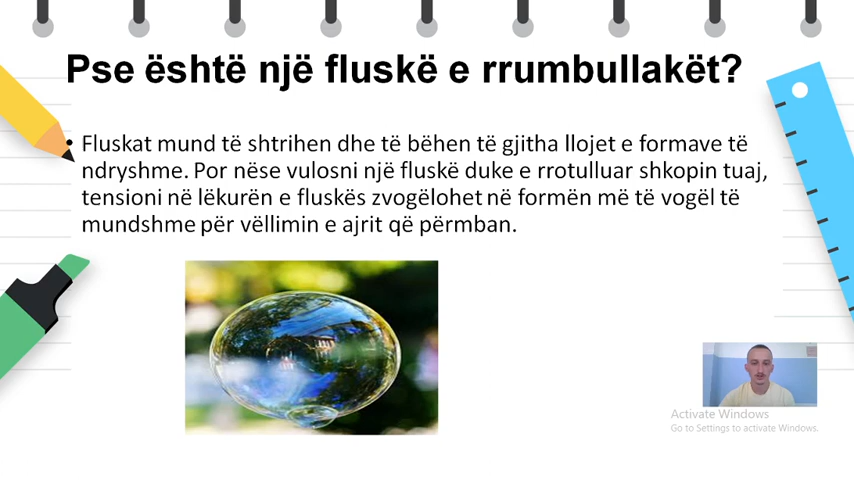 Pse është një fluskë e rrumbullakët?
• Fluskat mund të shtrihen dhe të bëhen të gjitha llojet e formave të
ndryshme. Por nëse vulosni një fluskë duke e rrotulluar shkopin tuaj,
tensioni në lëkurën e fluskës zvogëlohet në formën më të vogël të
mundshme për vëllimin e ajrit që përmban.
Activate Windows
Go to Settings to activate Windows.